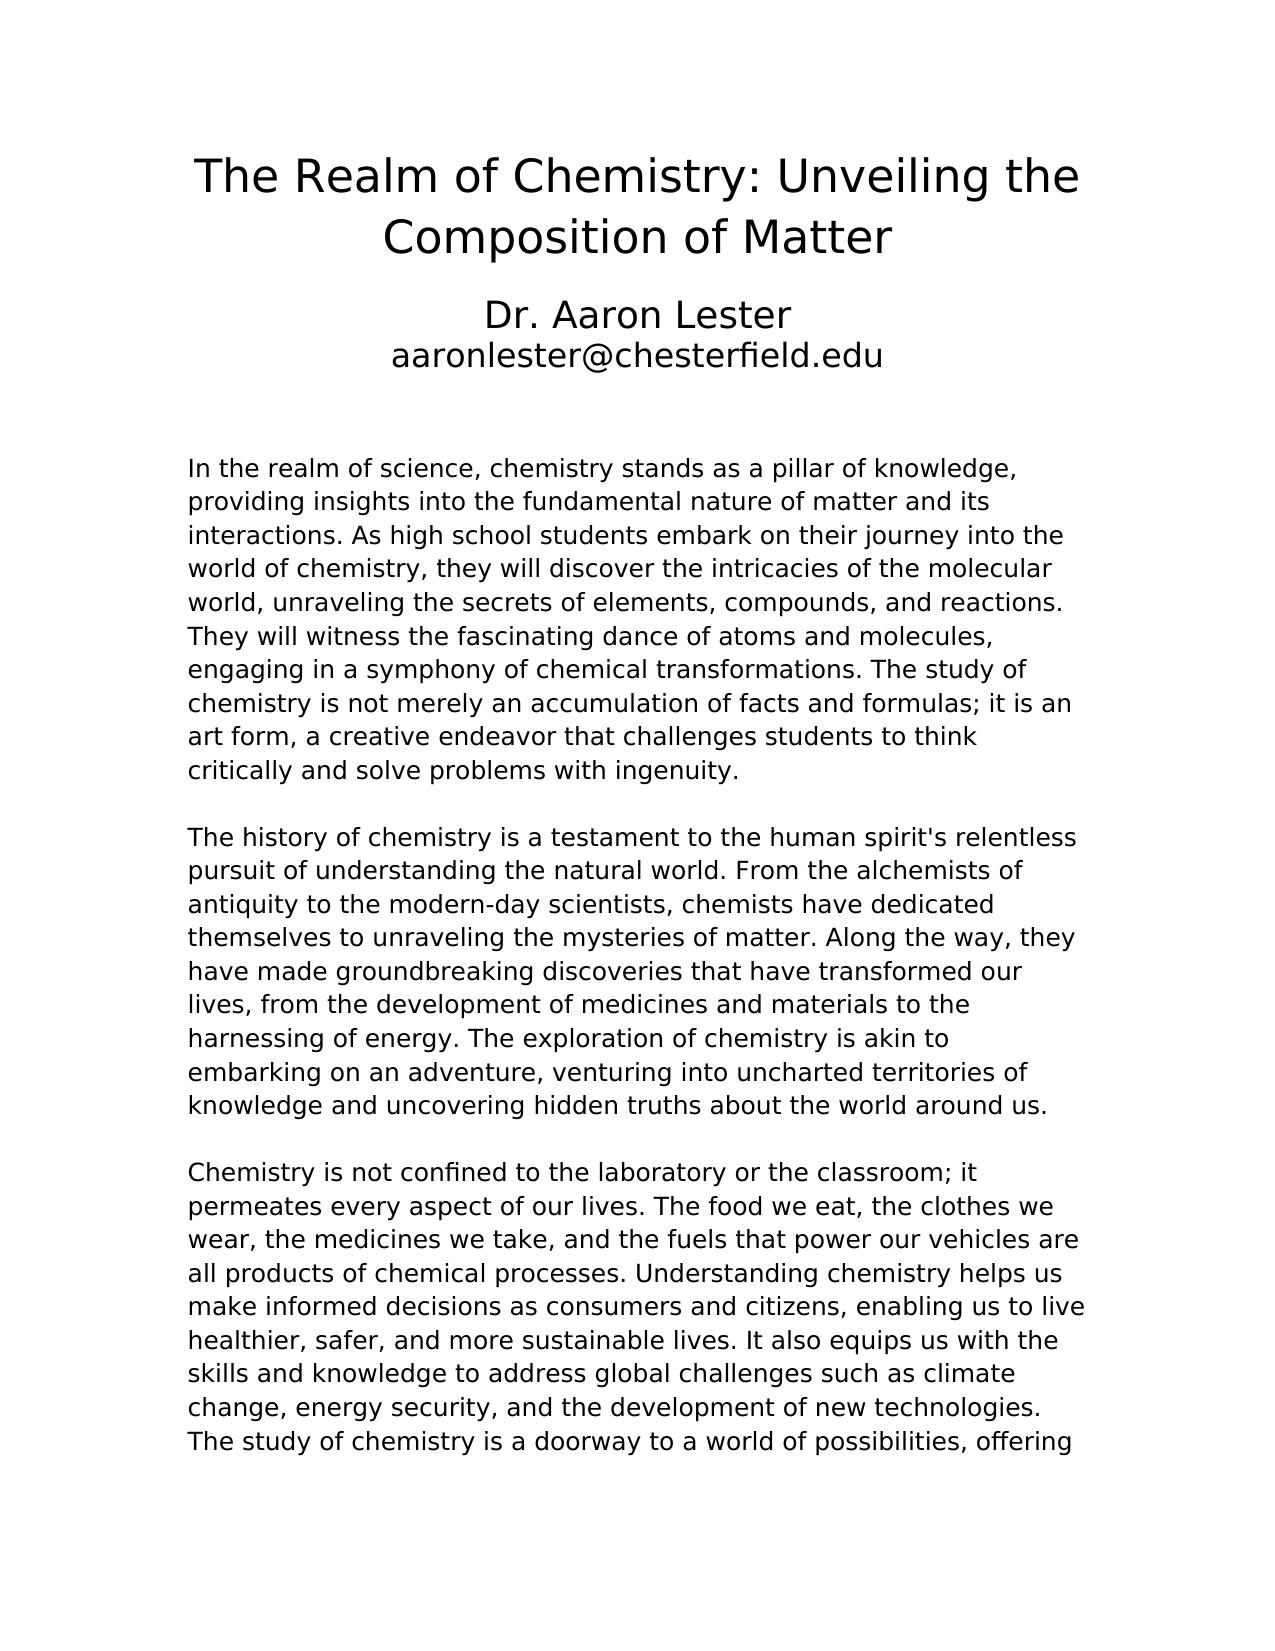 The Realm of Chemistry: Unveiling the
Composition of Matter
Dr. Aaron Lester
aaronlester@chesterfield.edu
In the realm of science, chemistry stands as a pillar of knowledge,
providing insights into the fundamental nature of matter and its
interactions. As high school students embark on their journey into the
world of chemistry, they will discover the intricacies of the molecular
world, unraveling the secrets of elements, compounds, and reactions.
They will witness the fascinating dance of atoms and molecules,
engaging in a symphony of chemical transformations. The study of
chemistry is not merely an accumulation of facts and formulas; it is an
art form, a creative endeavor that challenges students to think
critically and solve problems with ingenuity.
The history of chemistry is a testament to the human spirit's relentless
pursuit of understanding the natural world. From the alchemists of
antiquity to the modern-day scientists, chemists have dedicated
themselves to unraveling the mysteries of matter. Along the way, they
have made groundbreaking discoveries that have transformed our
lives, from the development of medicines and materials to the
harnessing of energy. The exploration of chemistry is akin to
embarking on an adventure, venturing into uncharted territories of
knowledge and uncovering hidden truths about the world around us.
Chemistry is not confined to the laboratory or the classroom; it
permeates every aspect of our lives. The food we eat, the clothes we
wear, the medicines we take, and the fuels that power our vehicles are
all products of chemical processes. Understanding chemistry helps us
make informed decisions as consumers and citizens, enabling us to live
healthier, safer, and more sustainable lives. It also equips us with the
skills and knowledge to address global challenges such as climate
change, energy security, and the development of new technologies.
The study of chemistry is a doorway to a world of possibilities, offering